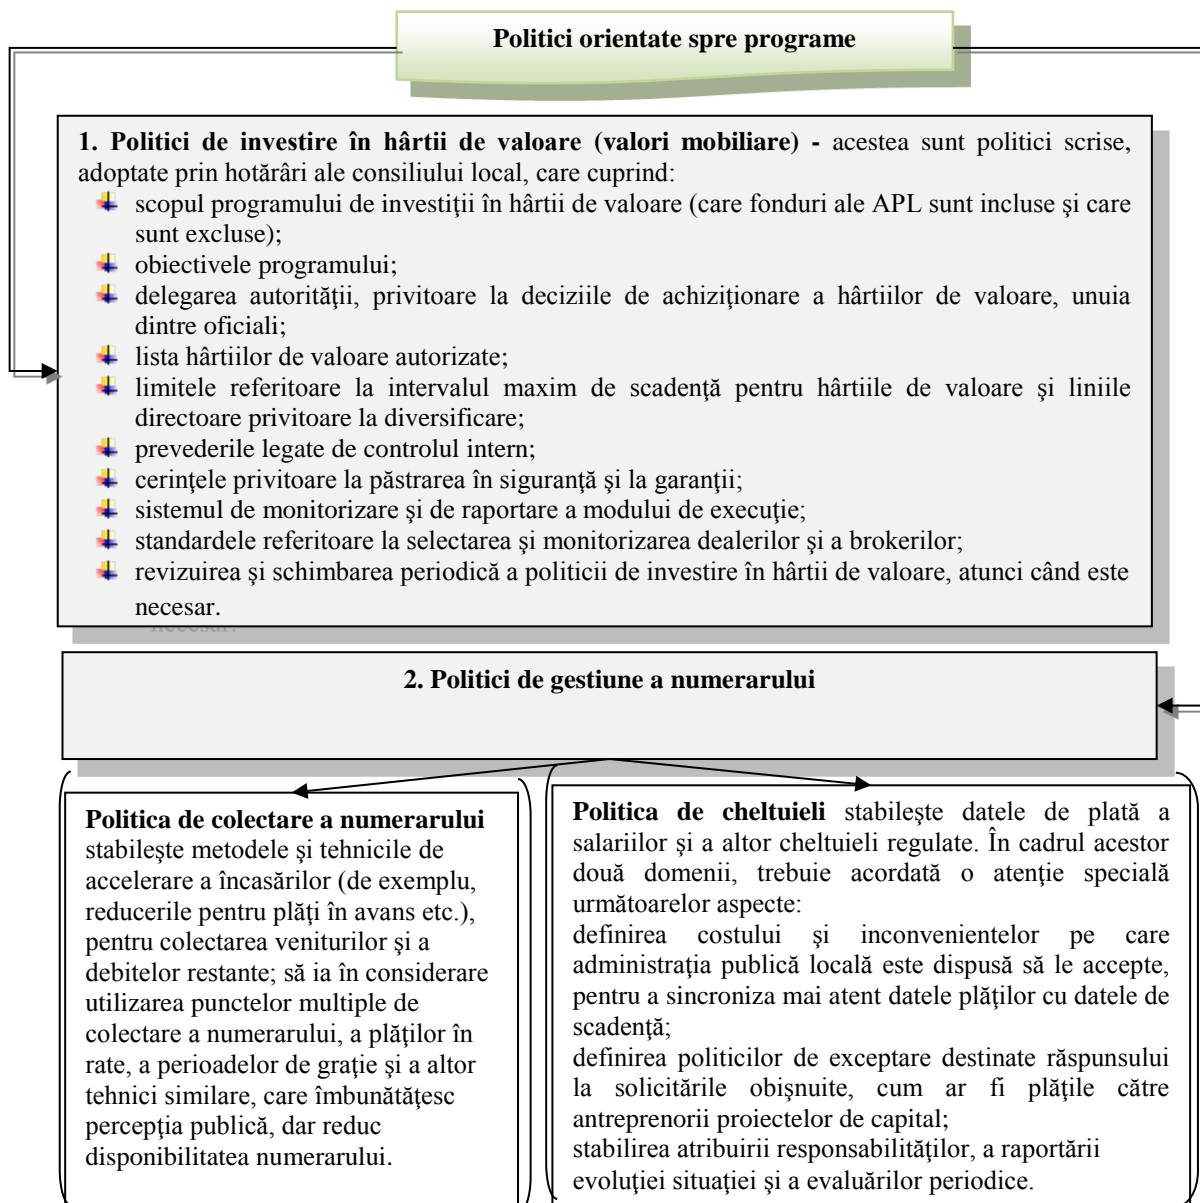 Politici orientate spre programe
1. Politici de investire în hârtii de valoare (valori mobiliare) - acestea sunt politici scrise,
adoptate prin hotărâri ale consiliului local, care cuprind:
scopul programului de investiţii în hârtii de valoare (care fonduri ale APL sunt incluse şi care
sunt excluse);
obiectivele programului;
delegarea autorităţii, privitoare la deciziile de achiziţionare a hârtiilor de valoare, unuia
dintre oficiali;
lista hârtiilor de valoare autorizate;
limitele referitoare la intervalul maxim de scadenţă pentru hârtiile de valoare şi liniile
directoare privitoare la diversificare;
prevederile legate de controlul intern;
cerinţele privitoare la păstrarea în siguranţă şi la garanţii;
sistemul de monitorizare şi de raportare a modului de execuţie;
standardele referitoare la selectarea şi monitorizarea dealerilor şi a brokerilor;
revizuirea şi schimbarea periodică a politicii de investire în hârtii de valoare, atunci când este
necesar.
2. Politici de gestiune a numerarului
Politica de colectare a numerarului
stabileşte metodele şi tehnicile de
accelerare a încasărilor (de exemplu,
reducerile pentru plăţi în avans etc.),
pentru colectarea veniturilor şi a
debitelor restante; să ia în considerare
utilizarea punctelor multiple de
colectare a numerarului, a plăţilor în
rate, a perioadelor de graţie şi a altor
tehnici similare, care îmbunătăţesc
percepţia publică, dar reduc
disponibilitatea numerarului.
Politica de cheltuieli stabileşte datele de plată a
salariilor şi a altor cheltuieli regulate. În cadrul acestor
două domenii, trebuie acordată o atenţie specială
următoarelor aspecte:
definirea costului şi inconvenientelor pe care
administraţia publică locală este dispusă să le accepte,
pentru a sincroniza mai atent datele plăţilor cu datele de
scadenţă;
definirea politicilor de exceptare destinate răspunsului
la solicitările obişnuite, cum ar fi plăţile către
antreprenorii proiectelor de capital;
stabilirea atribuirii responsabilităţilor, a raportării
evoluţiei situaţiei şi a evaluărilor periodice.